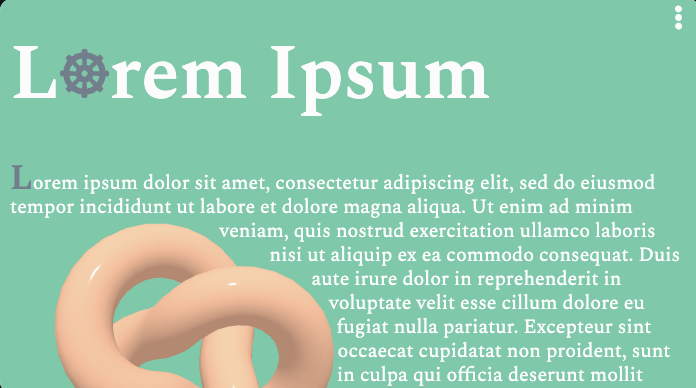 Lorem Ipsum
Lorem ipsum dolor sit amet, consectetur adipiscing elit, sed do eiusmod
tempor incididunt ut labore et dolore magna aliqua. Ut enim ad minim
veniam, quis nostrud exercitation ullamco laboris
nisi ut aliquip ex ea commodo consequat. Duis
aute irure dolor in reprehenderit in
voluptate velit esse cillum dolore eu
fugiat nulla pariatur. Excepteur sint
occaecat cupidatat non proident, sunt
in culpa qui officia deserunt mollit